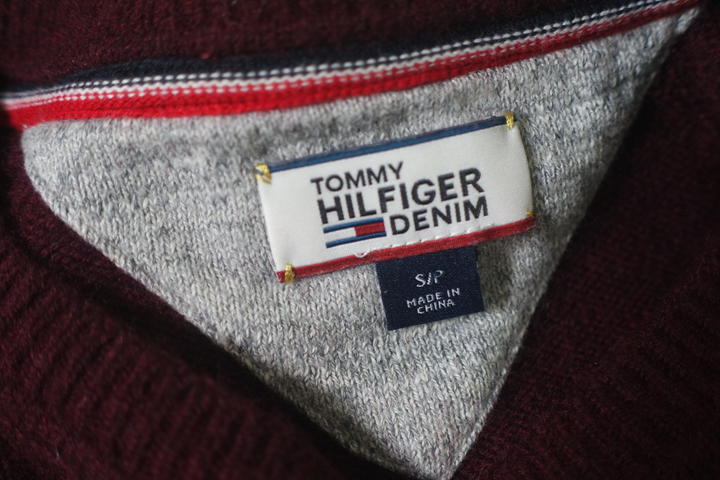 TOMMY
HILFIGER
DENIM
S/P
MADE IN
CHINA